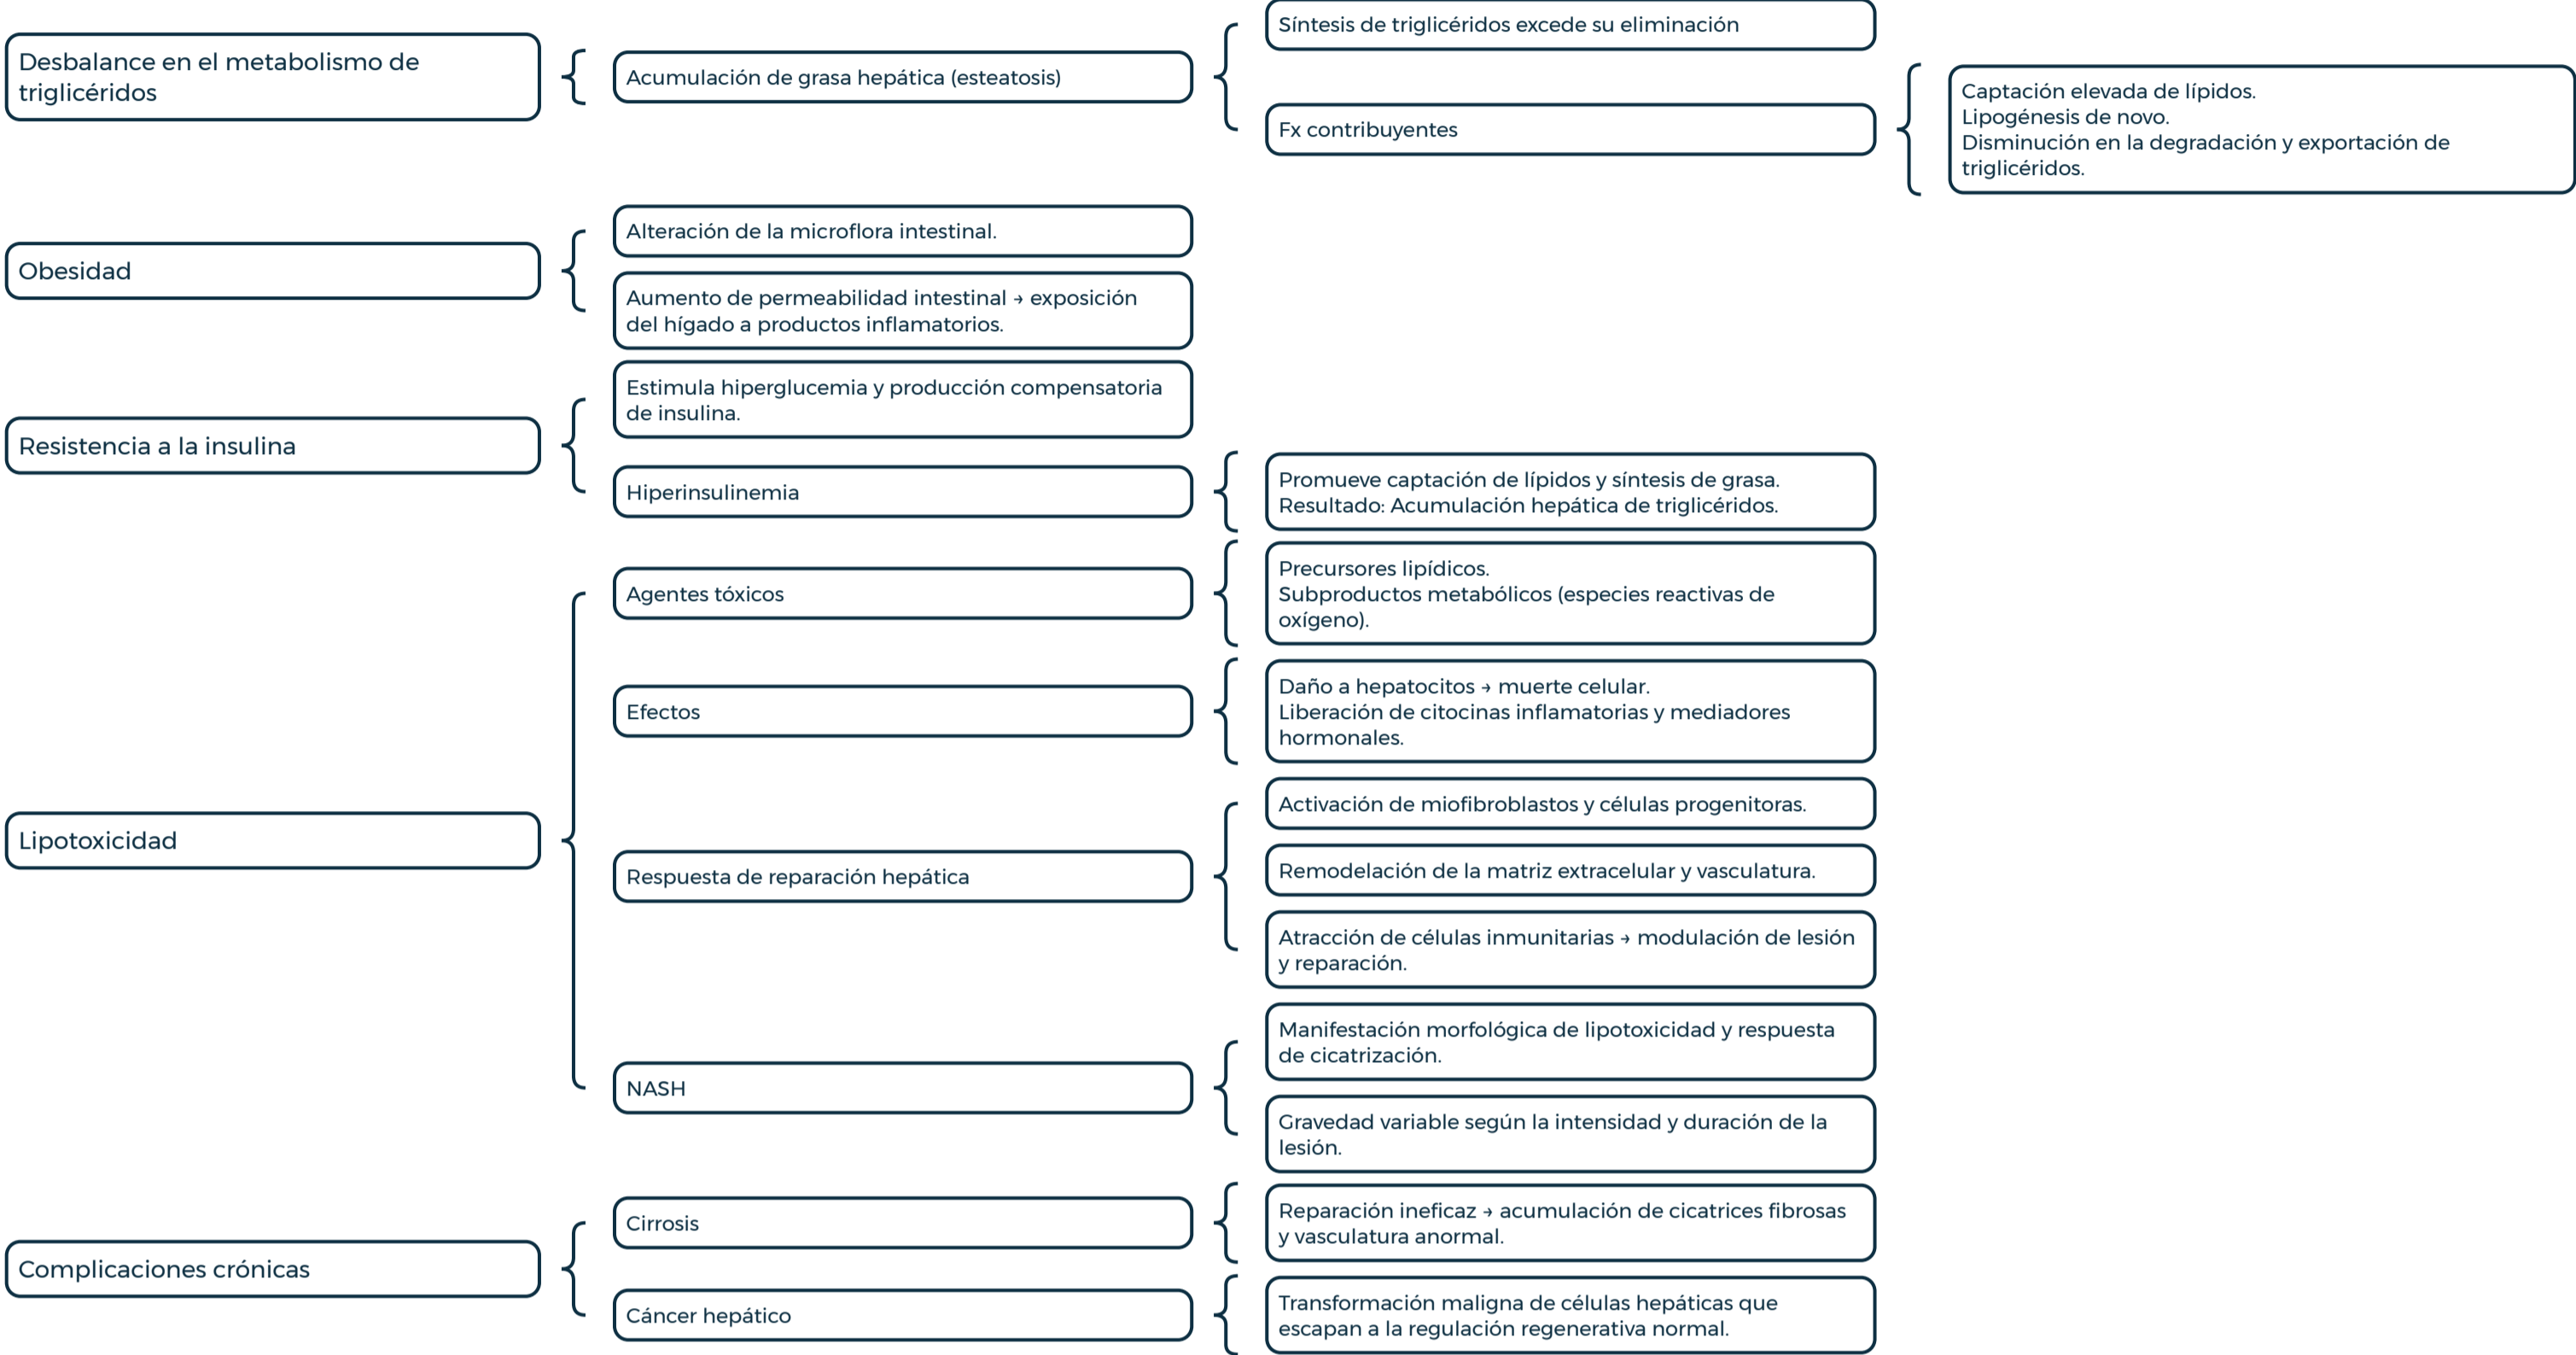 Desbalance en el metabolismo de
triglicéridos
Acumulación de grasa hepática (esteatosis)
Síntesis de triglicéridos excede su eliminación
Fx contribuyentes
Captación elevada de lípidos.
Lipogénesis de novo.
Disminución en la degradación y exportación de
triglicéridos.
Obesidad
Alteración de la microflora intestinal.
Aumento de permeabilidad intestinal → exposición
del hígado a productos inflamatorios.
Resistencia a la insulina
Estimula hiperglucemia y producción compensatoria
de insulina.
Hiperinsulinemia
Promueve captación de lípidos y síntesis de grasa.
Resultado: Acumulación hepática de triglicéridos.
Lipotoxicidad
Agentes tóxicos
Precursores lipídicos.
Subproductos metabólicos (especies reactivas de
oxígeno).
Efectos
Daño a hepatocitos → muerte celular.
Liberación de citocinas inflamatorias y mediadores
hormonales.
Respuesta de reparación hepática
Activación de miofibroblastos y células progenitoras.
Remodelación de la matriz extracelular y vasculatura.
Atracción de células inmunitarias → modulación de lesión
y reparación.
NASH
Manifestación morfológica de lipotoxicidad y respuesta
de cicatrización.
Gravedad variable según la intensidad y duración de la
lesión.
Complicaciones crónicas
Cirrosis
Reparación ineficaz → acumulación de cicatrices fibrosas
y vasculatura anormal.
Cáncer hepático
Transformación maligna de células hepáticas que
escapan a la regulación regenerativa normal.